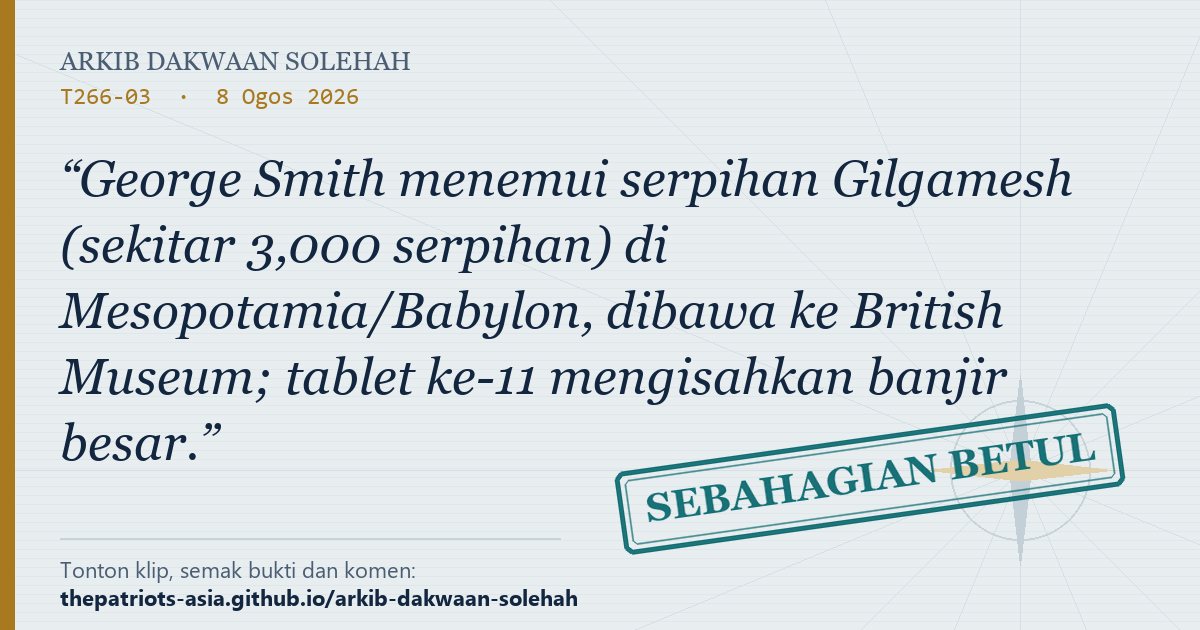 ARKIB DAKWAAN SOLEHAH
T266-03 · 8 Ogos 2026
“George Smith menemui serpihan Gilgamesh
(sekitar 3,000 serpihan) di
Mesopotamia/Babylon, dibawa ke British
Museum; tablet ke-11 mengisahkan banjir
besar.”
SEBAHAGIAN BETUL
Tonton klip, semak bukti dan komen:
thepatriots-asia.github.io/arkib-dakwaan-solehah